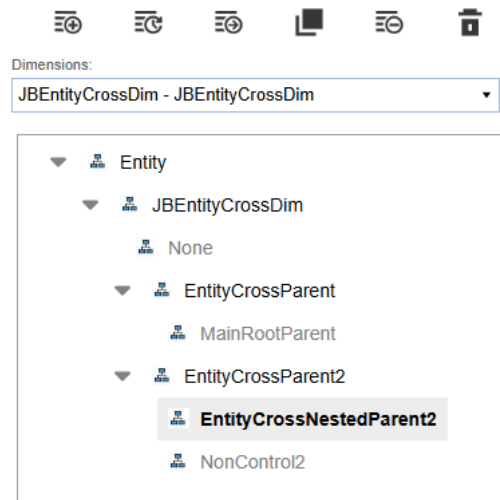 Dimensions:
JBEntityCrossDim - JBEntityCrossDim
Entity
JBEntityCrossDim
None
EntityCrossParent
MainRootParent
EntityCrossParent2
EntityCrossNestedParent2
NonControl2